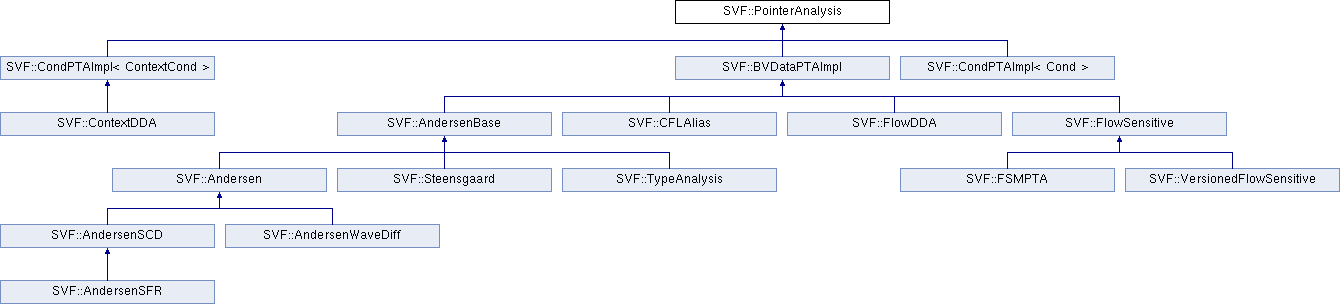 SVF::PointerAnalysis
SVF::CondPTAImpl< ContextCond >
SVF::BVDataPTAImpl
SVF::CondPTAImpl< Cond >
SVF::ContextDDA
SVF::AndersenBase
SVF::CFLAlias
SVF::FlowDDA
SVF::FlowSensitive
SVF::Andersen
SVF::Steensgaard
SVF::TypeAnalysis
SVF::FSMPTA
SVF::VersionedFlowSensitive
SVF::AndersenSCD
SVF::AndersenWaveDiff
SVF::AndersenSFR